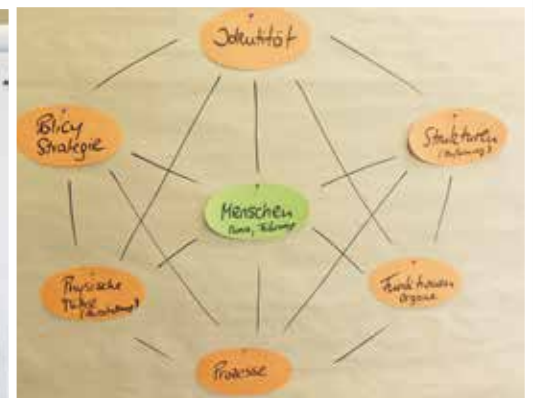 Identität
Policy
Strategie
Strukturen
Menschen
Physische
Funktionen
Organe
Prozesse